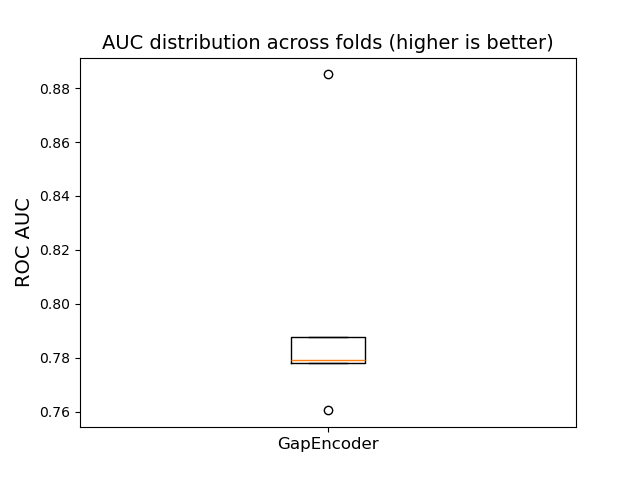 AUC distribution across folds (higher is better)
ROC AUC
0.88
0.86
0.84
0.82
0.80
0.78
0.76
GapEncoder